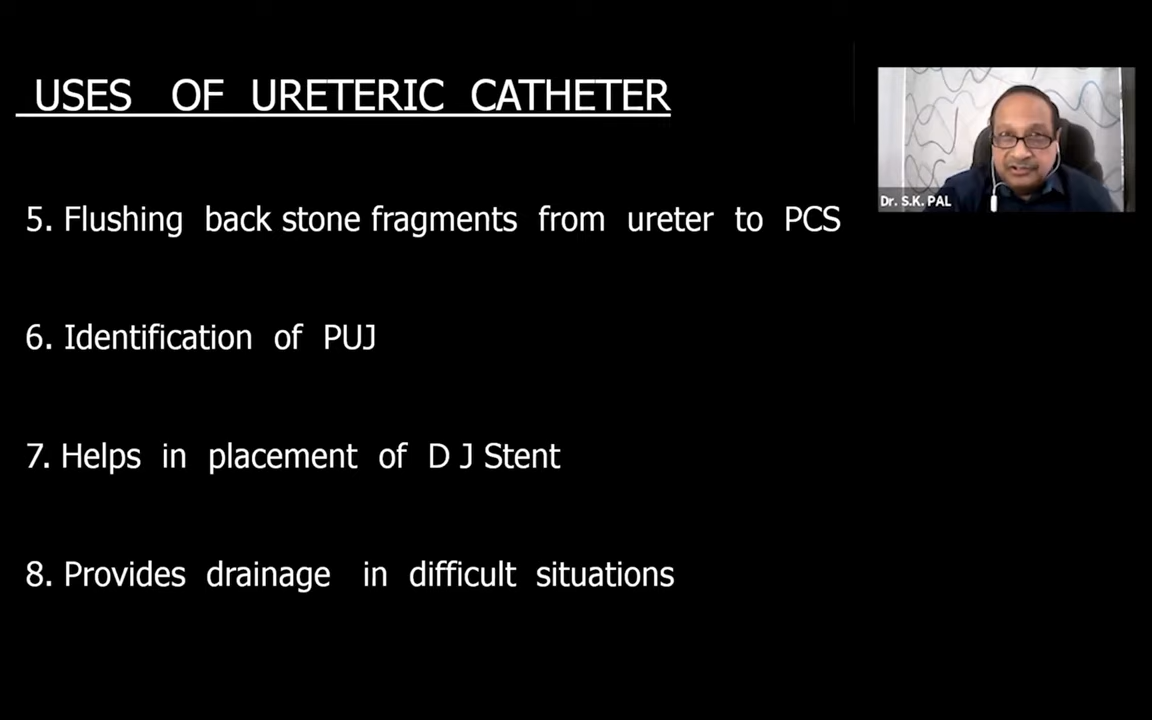 USES OF URETERIC CATHETER
Dr. S.K. PAL
5. Flushing back stone fragments from ureter to PCS
6. Identification of PUJ
7. Helps in placement of D J Stent
8. Provides drainage in difficult situations